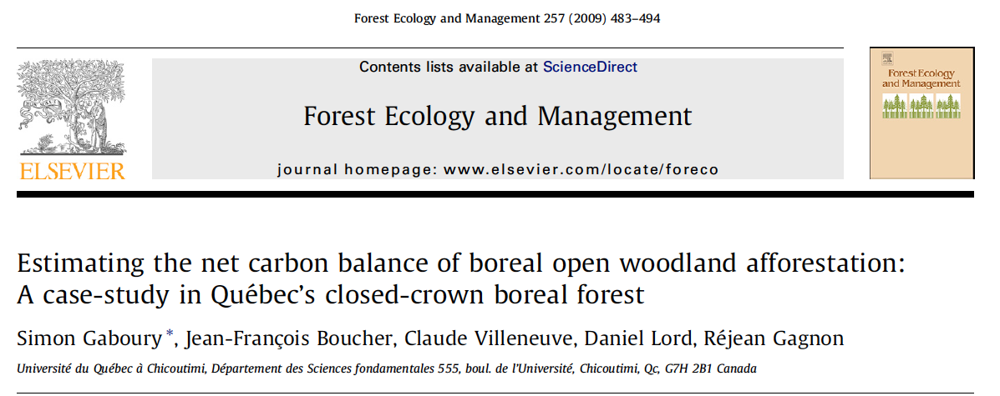 Forest Ecology and Management 257 (2009) 483–494
Contents lists available at ScienceDirect
Forest Ecology and Management
journal homepage: www.elsevier.com/locate/foreco
ELSEVIER
Forest Ecology
and Management
Estimating the net carbon balance of boreal open woodland afforestation:
A case-study in Québec's closed-crown boreal forest
Simon Gaboury *, Jean-François Boucher, Claude Villeneuve, Daniel Lord, Réjean Gagnon
Université du Québec à Chicoutimi, Département des Sciences fondamentales 555, boul. de l'Université, Chicoutimi, Qc, G7H 2B1 Canada